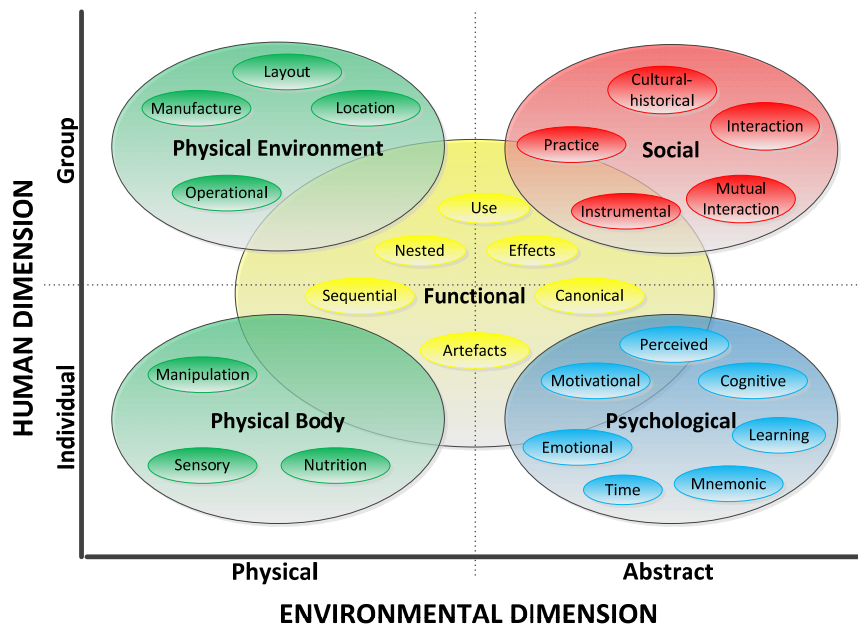 HUMAN DIMENSION
Group
Individual
Layout
Manufacture
Location
Physical Environment
Operational
Cultural-
historical
Interaction
Practice
Social
Mutual
Interaction
Instrumental
Use
Nested
Effects
Sequential
Functional
Canonical
Artefacts
Manipulation
Physical Body
Sensory
Nutrition
Perceived
Motivational
Cognitive
Psychological
Learning
Emotional
Time
Mnemonic
Physical
Abstract
ENVIRONMENTAL DIMENSION